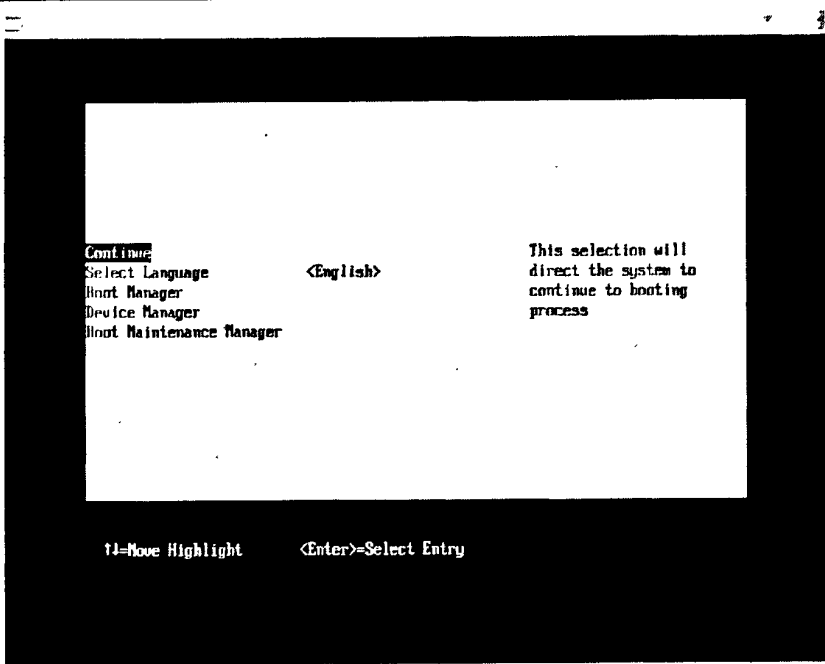 Continue
Select Language <English>
Boot Manager
Device Manager
Boot Maintenance Manager
This selection will
direct the system to
continue to booting
process
↑↓=Move Highlight <Enter>=Select Entry